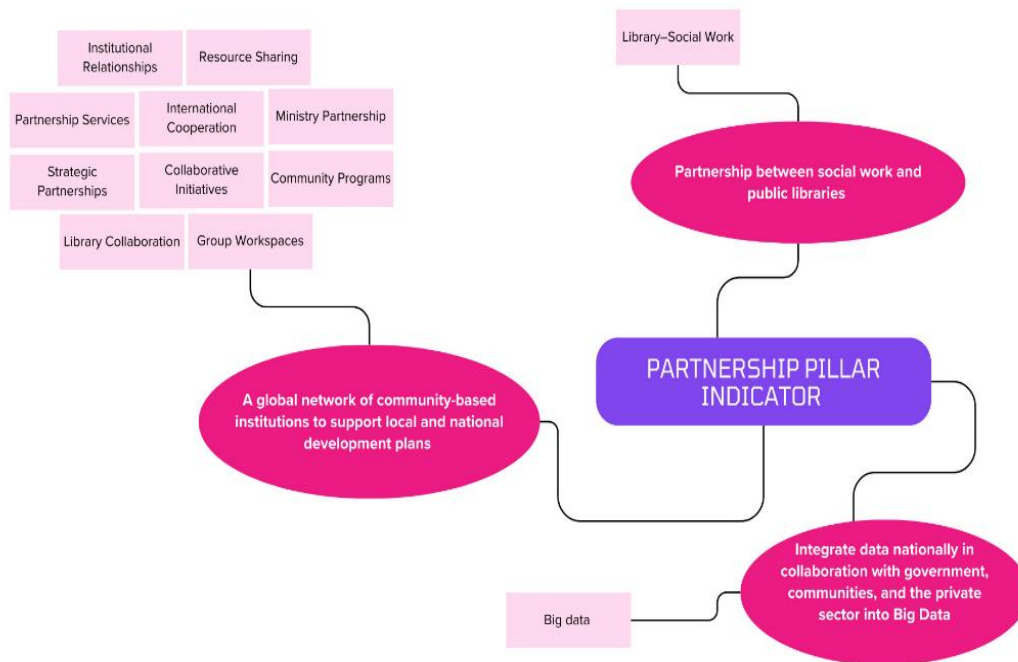 Library–Social Work
Institutional
Relationships
Resource Sharing
Partnership Services
International
Cooperation
Ministry Partnership
Strategic
Partnerships
Collaborative
Initiatives
Community Programs
Library Collaboration
Group Workspaces
Partnership between social work and
public libraries
PARTNERSHIP PILLAR
INDICATOR
A global network of community-based
institutions to support local and national
development plans
Integrate data nationally in
collaboration with government,
communities, and the private
sector into Big Data
Big data